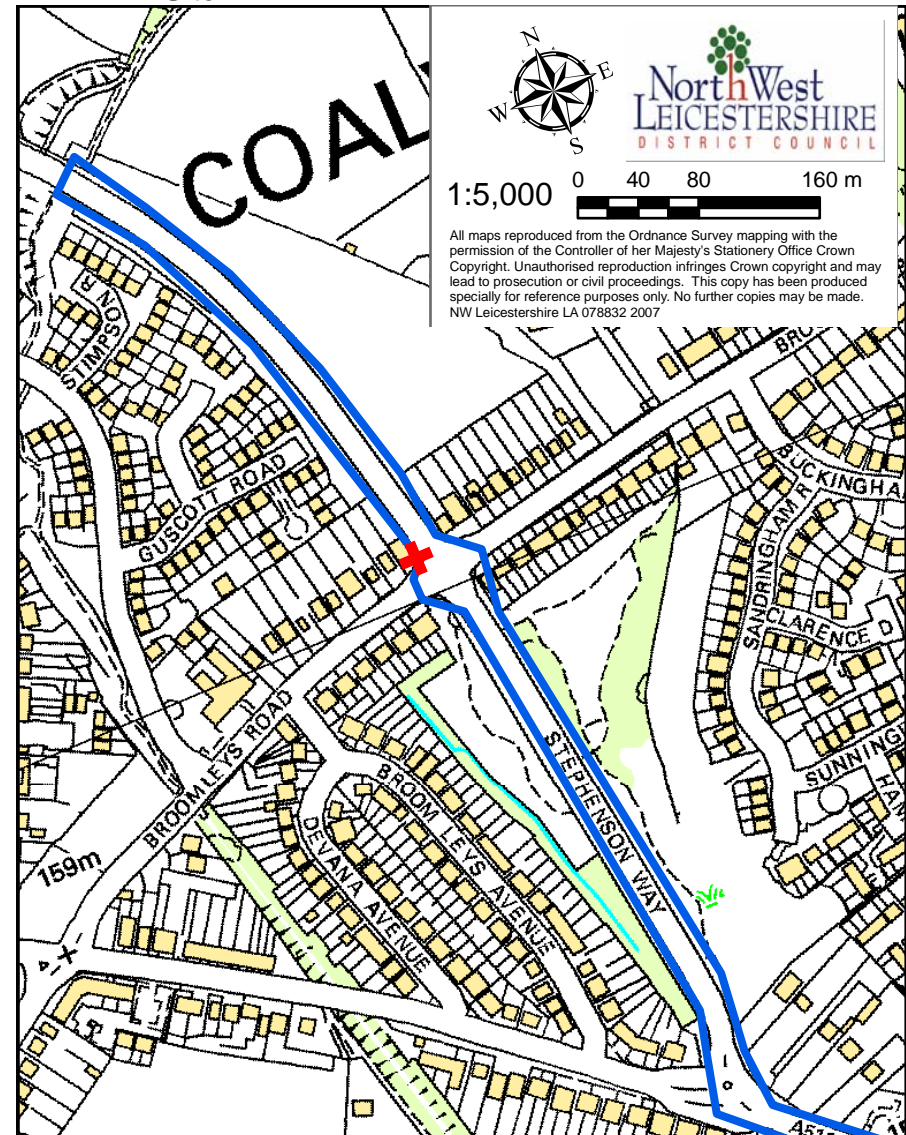 COAL
N
E
W
S
NorthWest
LEICESTERSHIRE
DISTRICT COUNCIL
1:5,000
0 40 80 160 m
All maps reproduced from the Ordnance Survey mapping with the
permission of the Controller of her Majesty's Stationery Office Crown
Copyright. Unauthorised reproduction infringes Crown copyright and may
lead to prosecution or civil proceedings. This copy has been produced
specially for reference purposes only. No further copies may be made.
NW Leicestershire LA 078832 2007
STIMPSON R
BRO
GUSCOTT ROAD
BUCKINGHA
SANDRINGHAM R
CLARENCE D
SUNNING
HA
BROOMLEYS ROAD
STEPHENSON WAY
BROOM LEYS AVENUE
DEVANA AVENUE
159m